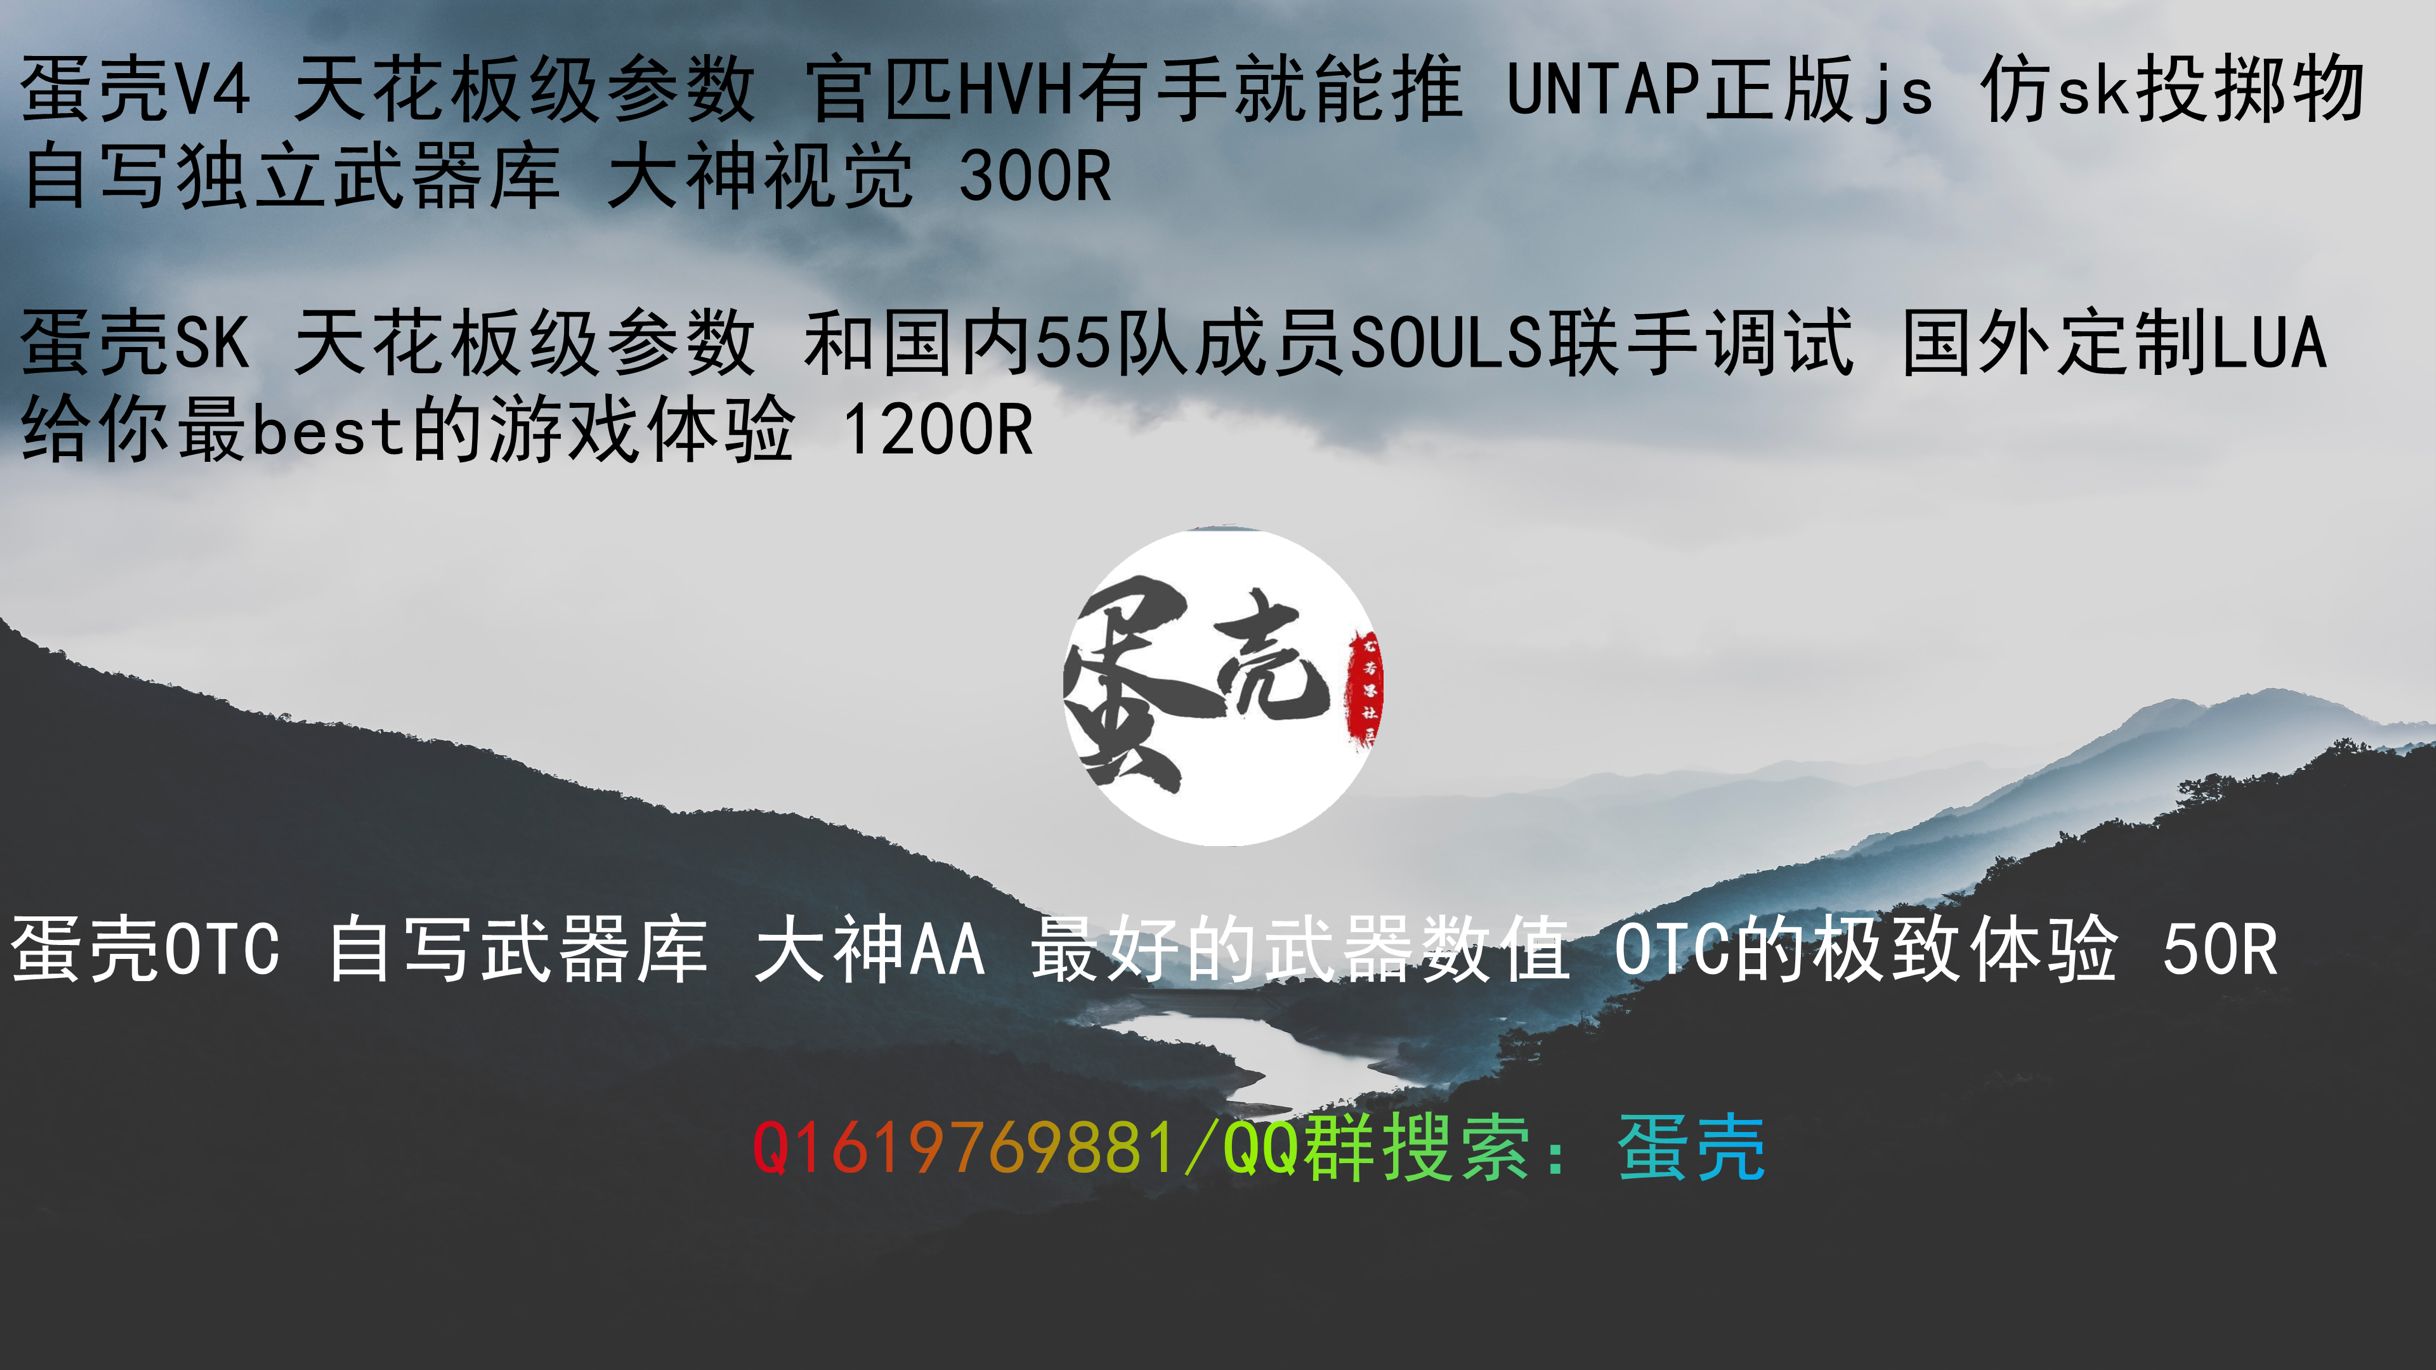 蛋壳V4 天花板级参数 官匹HVH有手就能推 UNTAP正版js 仿sk投掷物
自写独立武器库 大神视觉 300R
蛋壳SK 天花板级参数 和国内55队成员SOULS联手调试 国外定制LUA
给你最best的游戏体验 1200R
蛋壳
蛋壳OTC 自写武器库 大神AA 最好的武器数值 OTC的极致体验 50R
Q1619769881/QQ群搜索：蛋壳